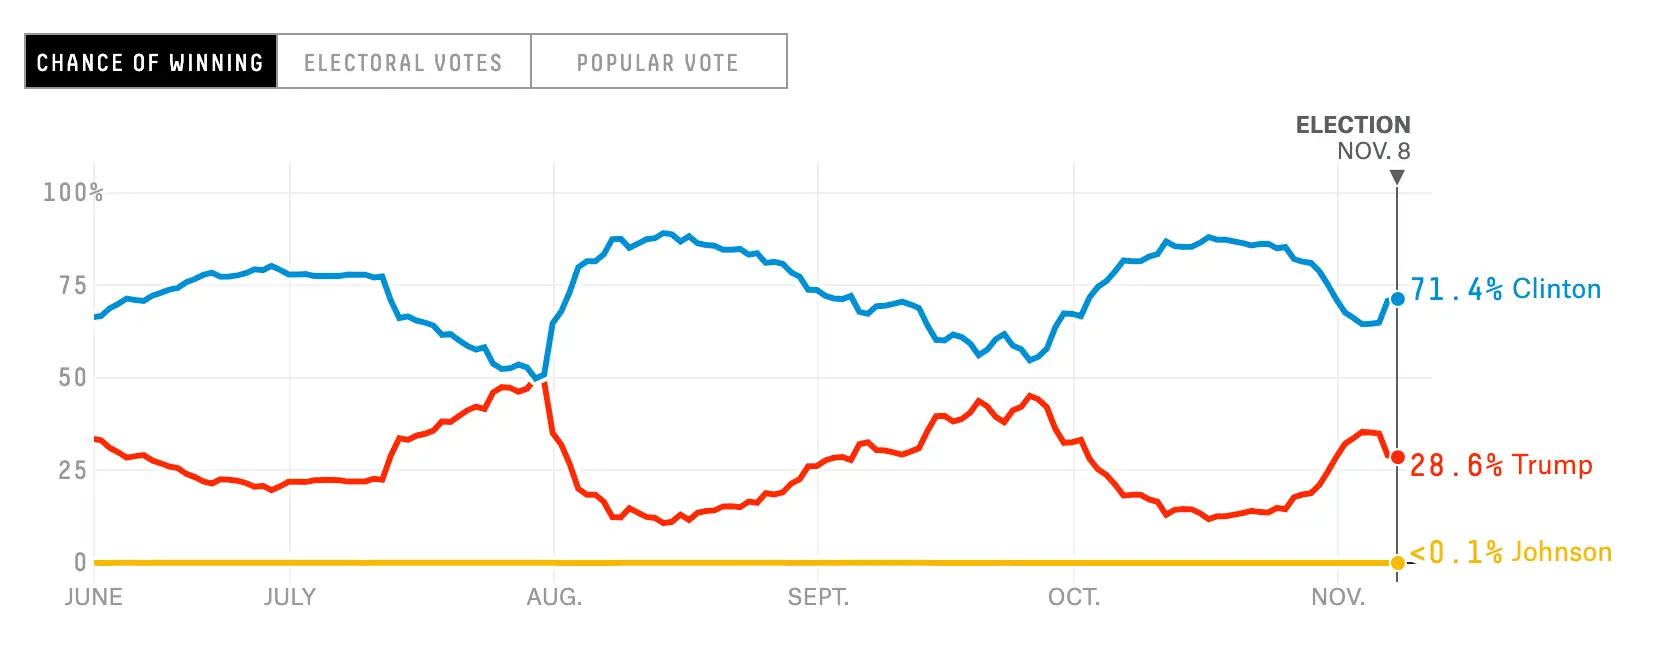 CHANCE OF WINNING
ELECTORAL VOTES
POPULAR VOTE
ELECTION
NOV. 8
100%
75
50
25
0
71.4% Clinton
28.6% Trump
<0.1% Johnson
JUNE
JULY
AUG.
SEPT.
OCT.
NOV.